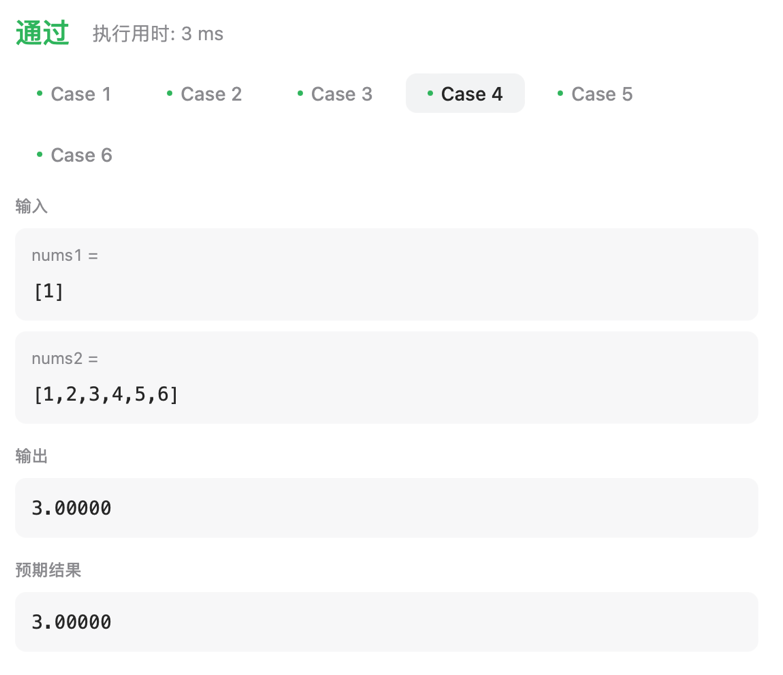 通过 执行用时: 3 ms
Case 1 Case 2 Case 3 Case 4 Case 5
Case 6
输入
nums1 =
[1]
nums2 =
[1,2,3,4,5,6]
输出
3.00000
预期结果
3.00000